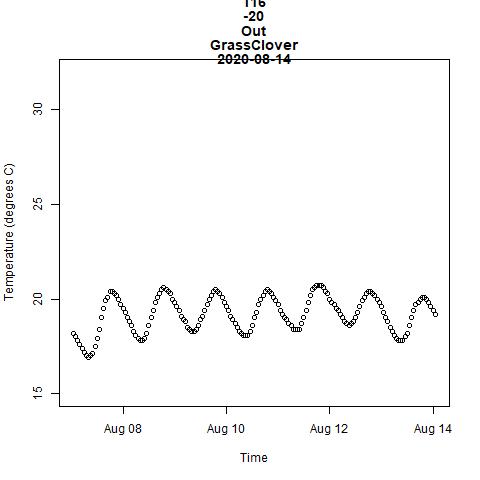 T16
-20
Out
GrassClover
2020-08-14
Temperature (degrees C)
30
25
20
15
Aug 08 Aug 10 Aug 12 Aug 14
Time